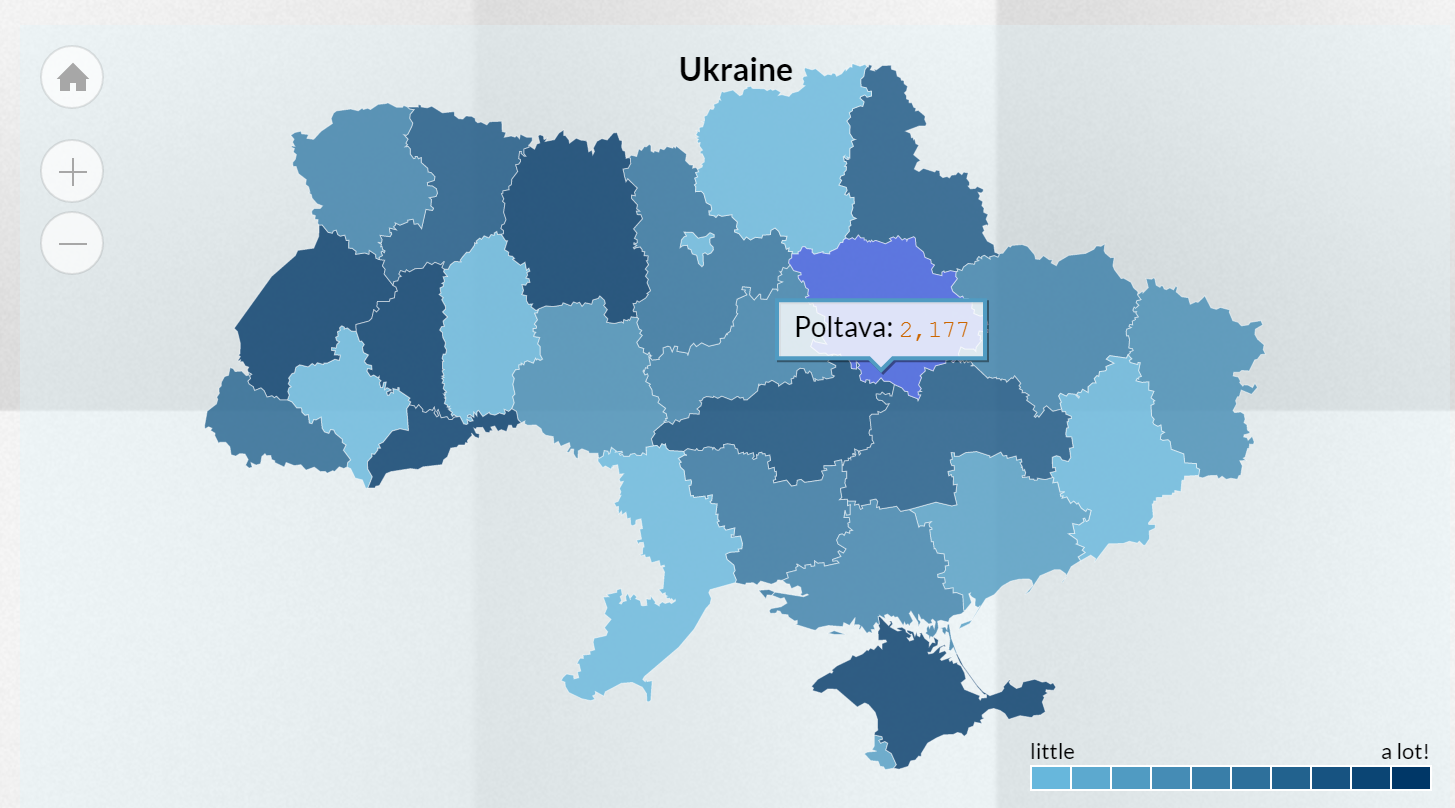 Ukraine
Poltava: 2,177
little
a lot!